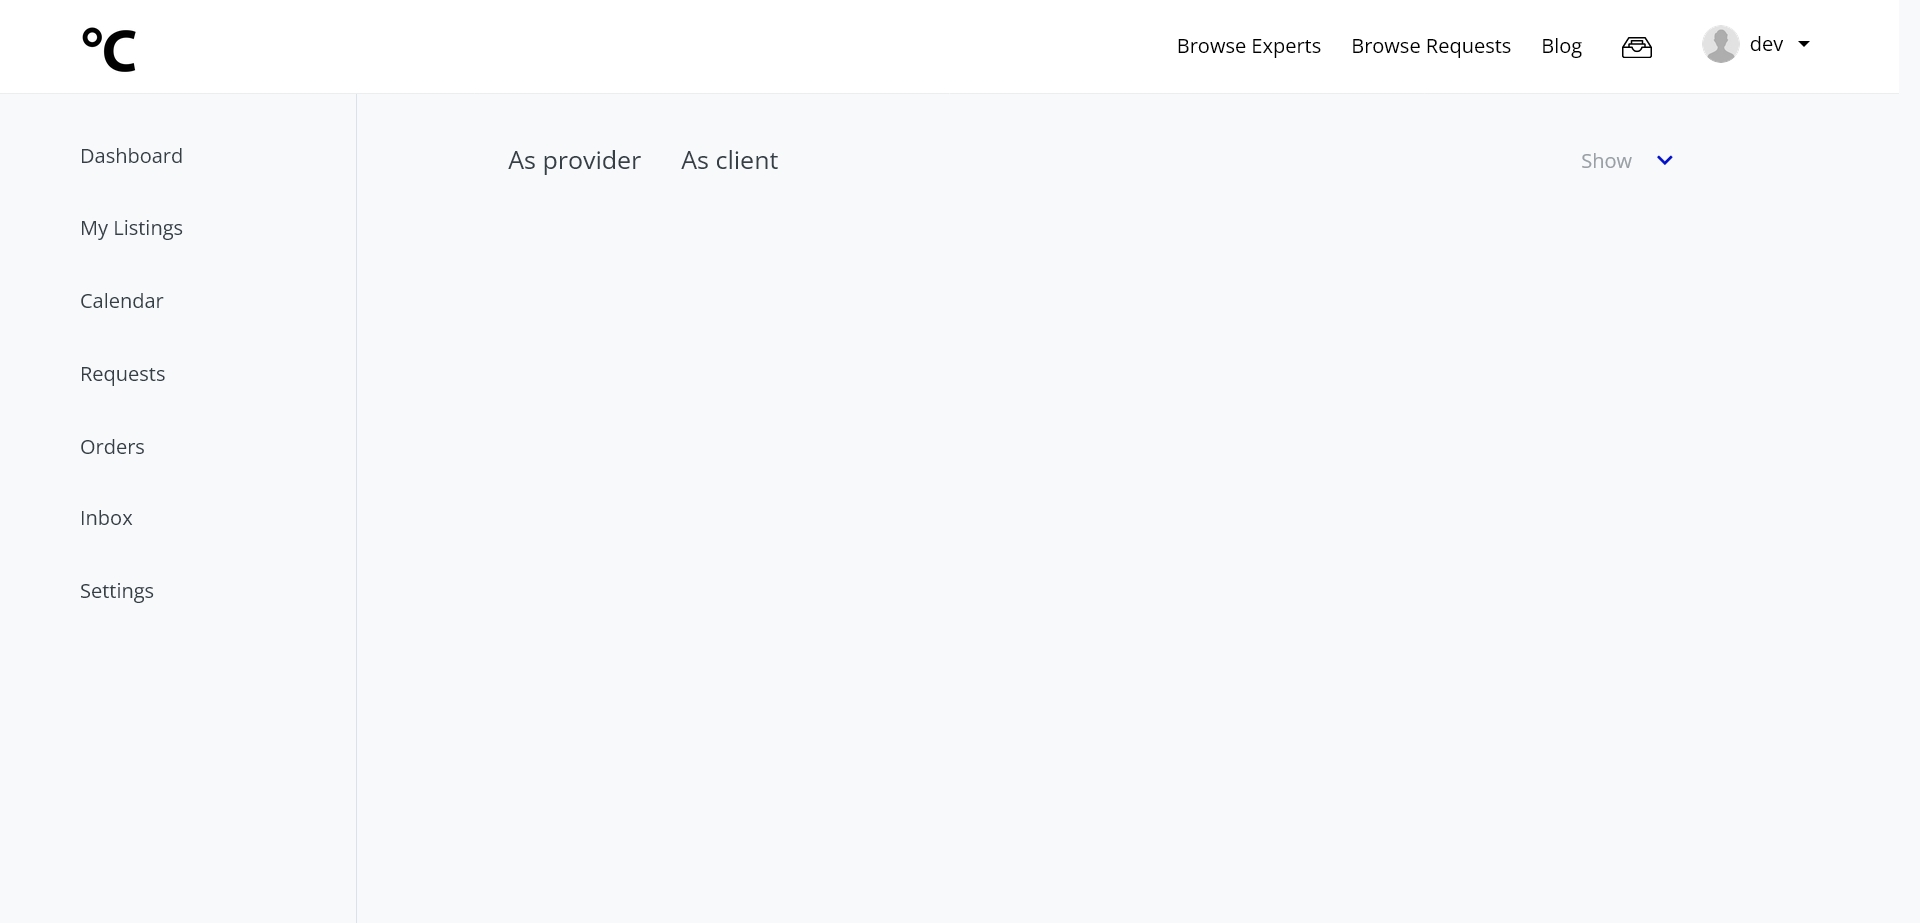 °C
Browse Experts
Browse Requests
Blog
dev
Dashboard
My Listings
Calendar
Requests
Orders
Inbox
Settings
As provider
As client
Show